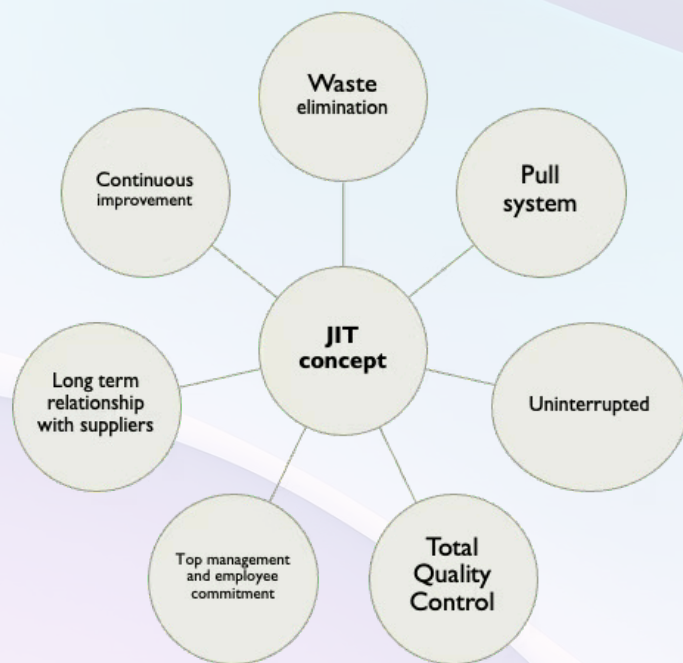 Waste
elimination
Pull
system
Continuous
improvement
JIT
concept
Long term
relationship
with suppliers
Uninterrupted
Top management
and employee
commitment
Total
Quality
Control